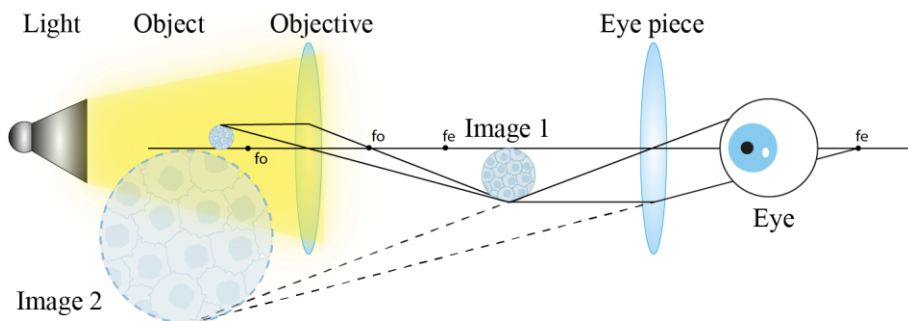 Light
Object
Objective
Eye piece
fo
fe
Image 1
fe
fo
Eye
Image 2